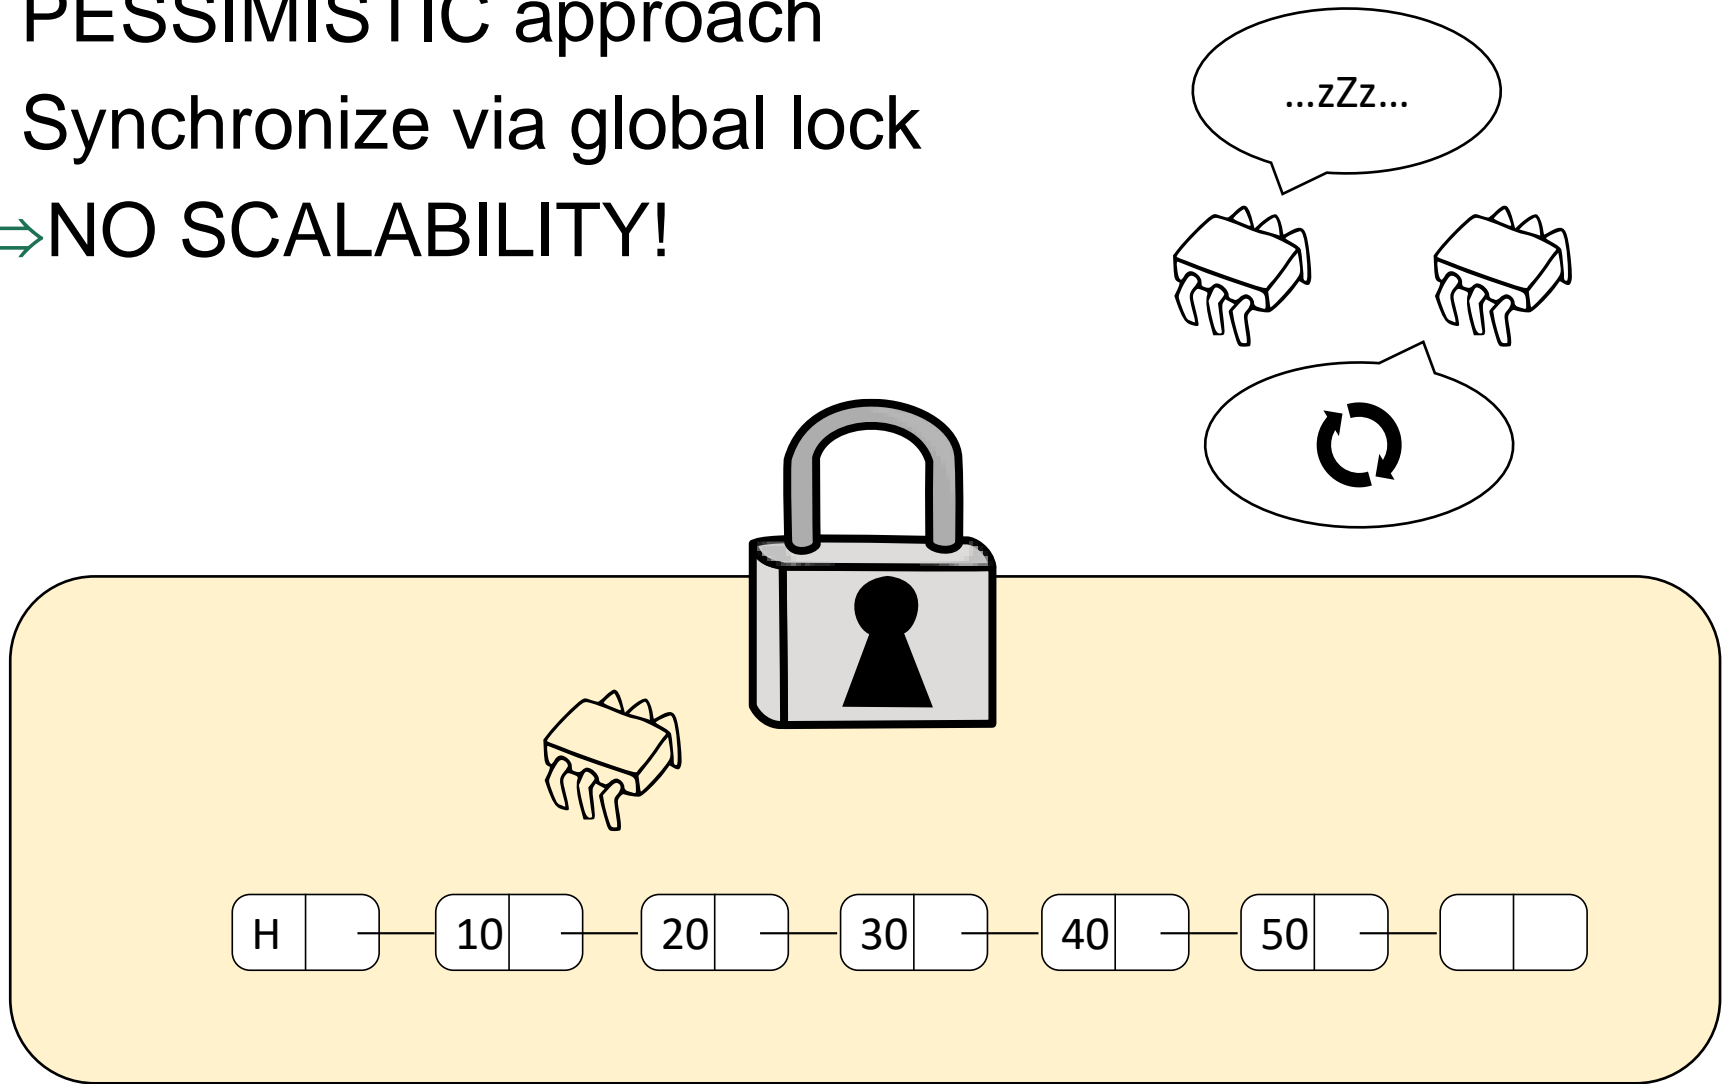 PESSIMISTIC approach
Synchronize via global lock
⇒NO SCALABILITY!
...zZz...
H 10 20 30 40 50